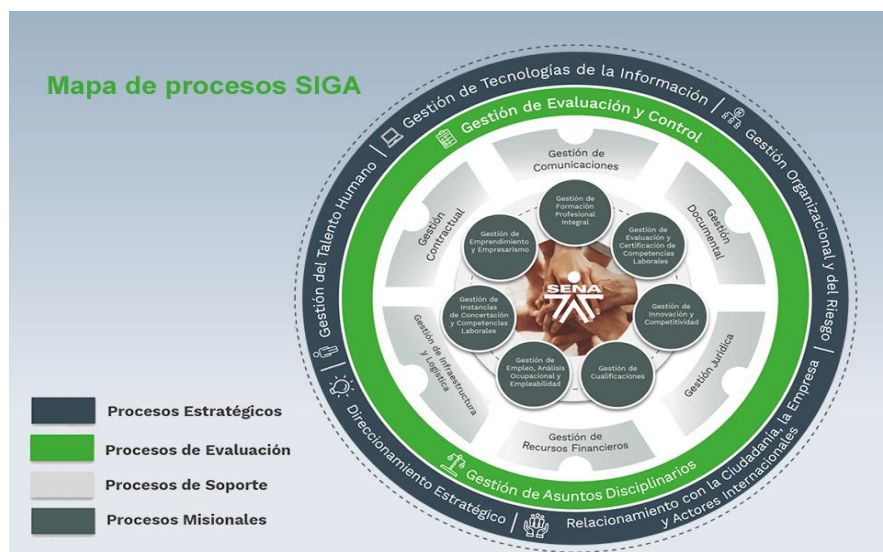 Mapa de procesos SIGA
Gestión de Tecnologías de la Información
Gestión Organizacional y del Riesgo
Relacionamiento con la Ciudadanía, la Empresa
y Actores Internacionales
Direccionamiento Estratégico
Gestión del Talento Humano
Gestión de Evaluación y Control
Gestión de Asuntos Disciplinarios
Gestión de
Comunicaciones
Gestión
Documental
Gestión Jurídica
Gestión de
Recursos Financieros
Gestión de Infraestructura
y Logística
Gestión
Contractual
Gestión de
Formación
Profesional
Integral
Gestión de
Evaluación y
Certificación de
Competencias
Laborales
Gestión de
Innovación y
Competitividad
Gestión de
Cualificaciones
Gestión de
Empleo, Análisis
Ocupacional y
Empleabilidad
Gestión de
Instancias
de Concertación
y Competencias
Laborales
Gestión de
Emprendimiento
y Empresarismo
SENA
Procesos Estratégicos
Procesos de Evaluación
Procesos de Soporte
Procesos Misionales